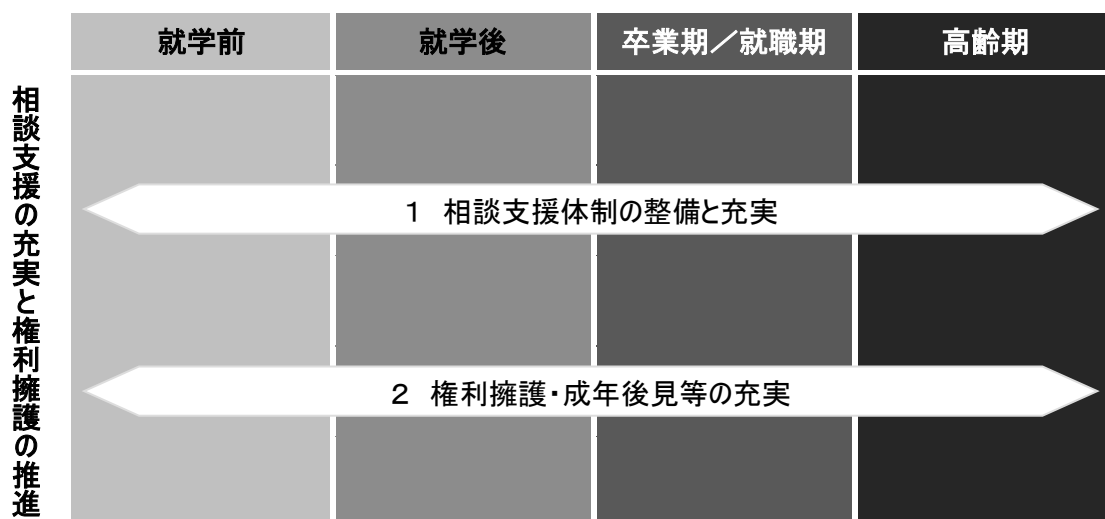 就学前
就学後
卒業期／就職期
高齢期
相談支援の充実と権利擁護の推進
１　相談支援体制の整備と充実
２　権利擁護・成年後見等の充実